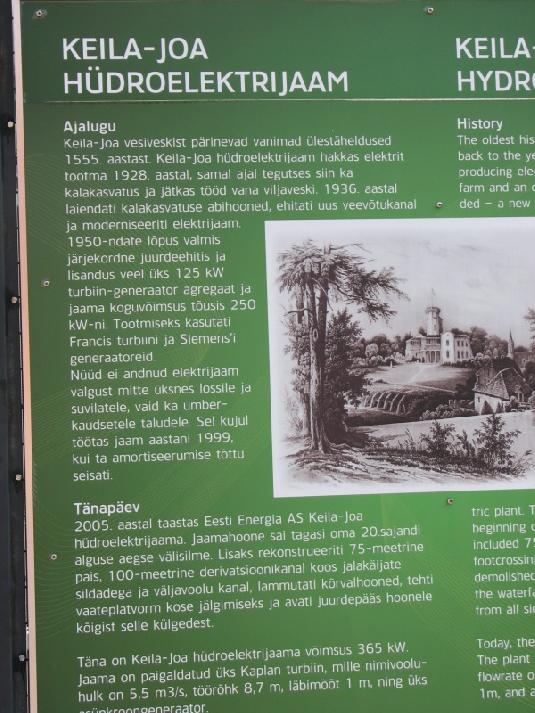 KEILA-JOA
HÜDROELEKTRIJAAM
Ajalugu
Keila-Joa vesiveskist pärinevad vanimad ülestäheldused
1555. aastast. Keila-Joa hüdroelektrijaam hakkas elektrit
tootma 1928. aastal, samal ajal tegutses siin ka
kalakasvatus ja jätkas tööd vana viljaveski. 1936. aastal
laiendati kalakasvatuse abihooned, ehitati uus veevõtukanal
ja moderniseeriti elektrijaam.
1950-ndate lõpus valmis
järjekordne juurdeehitis ja
lisandus veel üks 125 kW
turbiin-generaator agregaat ja
jaama koguvõimsus tõusis 250
kW-ni. Tootmiseks kasutati
Francis turbiini ja Siemens'i
generaatoreid.
Nüüd ei andnud elektrijaam
valgust mitte üksnes lossile ja
suvilatele, vaid ka ümber-
kaudsetele taludele. Sel kujul
töötas jaam aastani 1999,
kui ta amortiseerumise tõttu
seisati.
Tänapäev
2005. aastal taastas Eesti Energia AS Keila-Joa
hüdroelektrijaama. Jaamahoone sai tagasi oma 20.sajandi
alguse aegse välisilme. Lisaks rekonstrueeriti 75-meetrine
pais, 100-meetrine derivatsioonikanal koos jalakäijate
sildadega ja väljavoolu kanal, lammutati kõrvalhooned, tehti
vaateplatvorm kose jälgimiseks ja avati juurdepääs hoonele
kõigist selle külgedest.
Täna on Keila-Joa hüdroelektrijaama võimsus 365 kW.
Jaama on paigaldatud üks Kaplan turbiin, mille nimivoolu-
hulk on 5.5 m3/s, töörõhk 8,7 m, läbimõõt 1 m, ning üks
asünkroongeneraator.
KEILA-
HYDRO
History
The oldest his
back to the ye
producing ele
farm and an o
ded – a new
tric plant. T
beginning o
included 75
footcrossing
demolished
the waterfa
from all si
Today, the
The plant
flowrate o
1m, and a